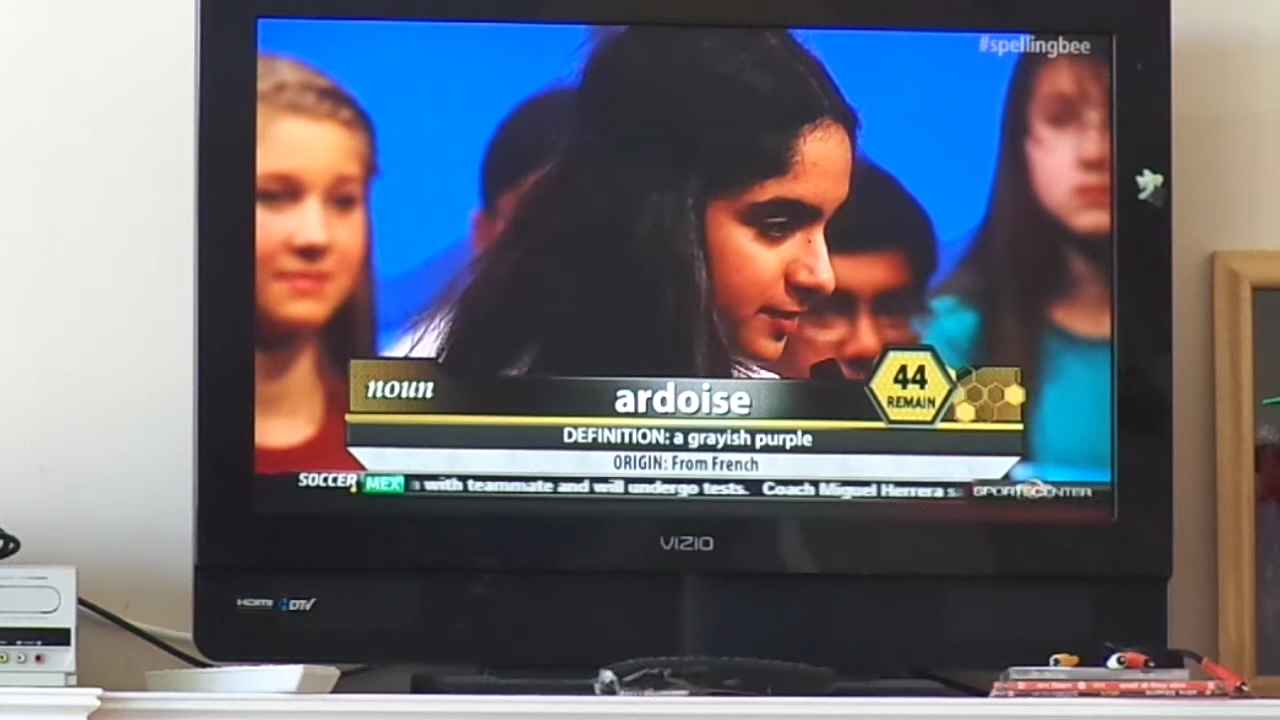 #spellingbee
noun
ardoise
44
REMAIN
DEFINITION: a grayish purple
ORIGIN: From French
SOCCER MEX with teammate and will undergo tests. Coach Miguel Herrera s
SPORTSCENTER
VIZIO
HDMI HDTV